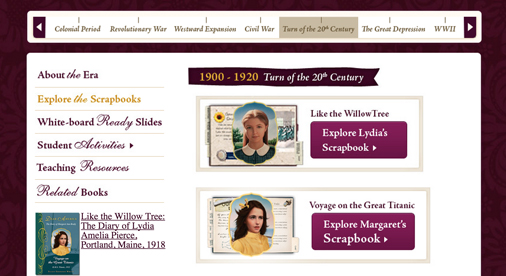 Colonial Period Revolutionary War Westward Expansion Civil War Turn of the 20th Century The Great Depression WWII
About the Era
Explore the Scrapbooks
White-board Ready Slides
Student Activities
Teaching Resources
Related Books
Like the Willow Tree:
The Diary of Lydia
Amelia Pierce,
Portland, Maine, 1918
1900 - 1920 Turn of the 20th Century
Like the WillowTree
Explore Lydia's
Scrapbook
Voyage on the Great Titanic
Explore Margaret's
Scrapbook